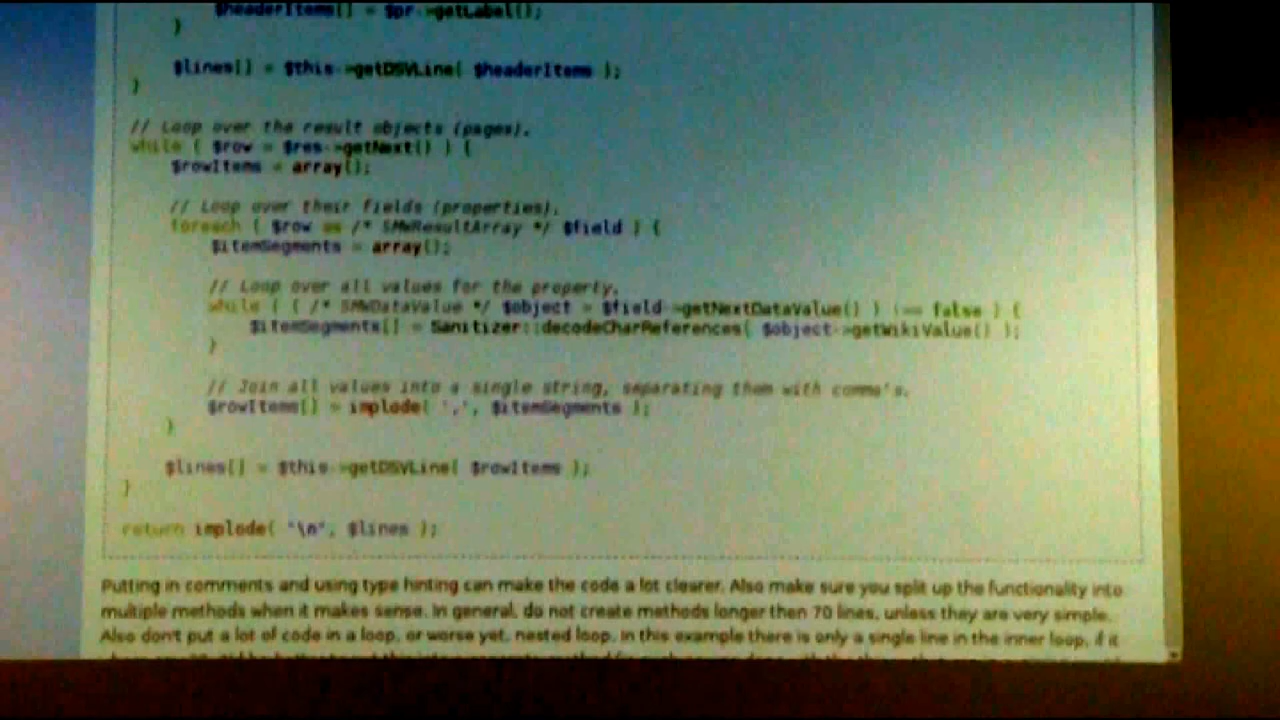 $headerItems[] = $pr->getLabel();
}
$lines[] = $this->getDSVLine( $headerItems );
}
// Loop over the result objects (pages).
while ( $row = $res->getNext() ) {
$rowItems = array();
// Loop over their fields (properties).
foreach ( $row as /* SMWResultArray */ $field ) {
$itemSegments = array();
// Loop over all values for the property.
while ( ( /* SMWDataValue */ $object = $field->getNextDataValue() ) !== false ) {
$itemSegments[] = Sanitizer::decodeCharReferences( $object->getWikiValue() );
}
// Join all values into a single string, separating them with comma's.
$rowItems[] = implode( ',', $itemSegments );
}
$lines[] = $this->getDSVLine( $rowItems );
}
return implode( "\n", $lines );
Putting in comments and using type hinting can make the code a lot clearer. Also make sure you split up the functionality into
multiple methods when it makes sense. In general, do not create methods longer then 70 lines, unless they are very simple.
Also don't put a lot of code in a loop, or worse yet, nested loop. In this example there is only a single line in the inner loop, if it